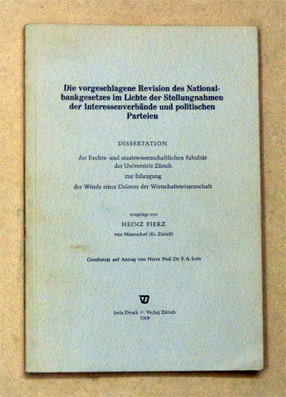 Die vorgeschlagene Revision des National-
bankgesetzes im Lichte der Stellungnahmen
der Interessenverbände und politischen
Parteien
DISSERTATION
der Rechts- und staatswissenschaftlichen Fakultät
der Universität Zürich
zur Erlangung
der Würde eines Doktors der Wirtschaftswissenschaft
vorgelegt von
HEINZ FIERZ
von Männedorf (Kt. Zürich)
Genehmigt auf Antrag von Herrn Prof. Dr. F. A. Lutz
Juris Druck + Verlag Zürich
1969